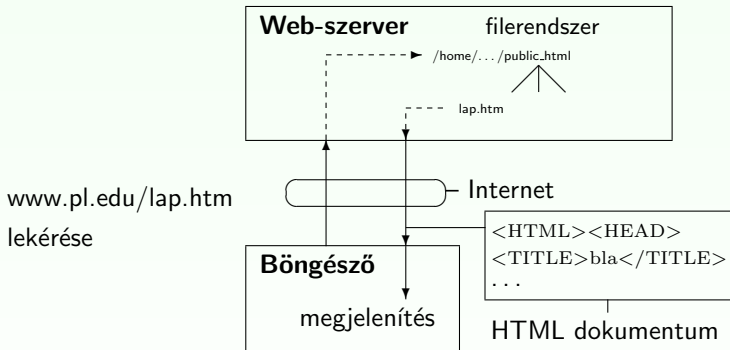 Web-szerver
filerendszer
/home/.../public_html
lap.htm
www.pl.edu/lap.htm
lekérése
Internet
<HTML><HEAD>
<TITLE>bla</TITLE>
...
Böngésző
megjelenítés
HTML dokumentum